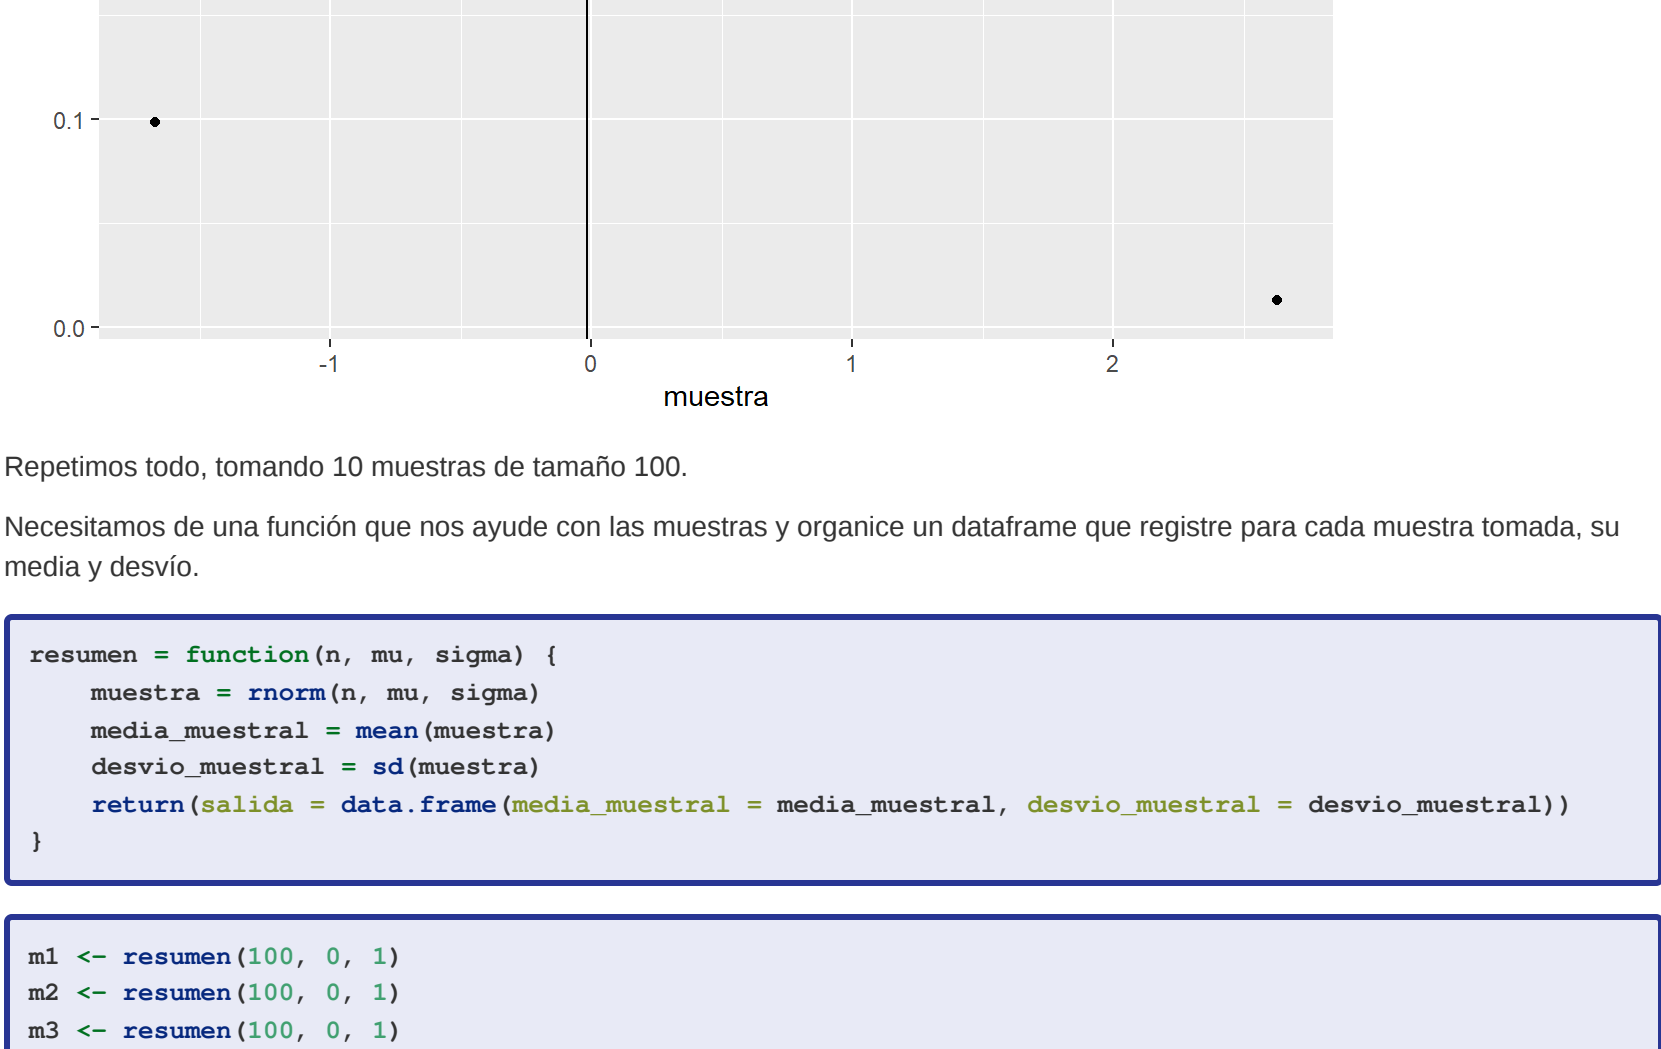 0.1
0.0
-1 0 1 2
muestra
Repetimos todo, tomando 10 muestras de tamaño 100.
Necesitamos de una función que nos ayude con las muestras y organice un dataframe que registre para cada muestra tomada, su
media y desvío.
resumen = function(n, mu, sigma) {
    muestra = rnorm(n, mu, sigma)
    media_muestral = mean(muestra)
    desvio_muestral = sd(muestra)
    return(salida = data.frame(media_muestral = media_muestral, desvio_muestral = desvio_muestral))
}
m1 <- resumen(100, 0, 1)
m2 <- resumen(100, 0, 1)
m3 <- resumen(100, 0, 1)